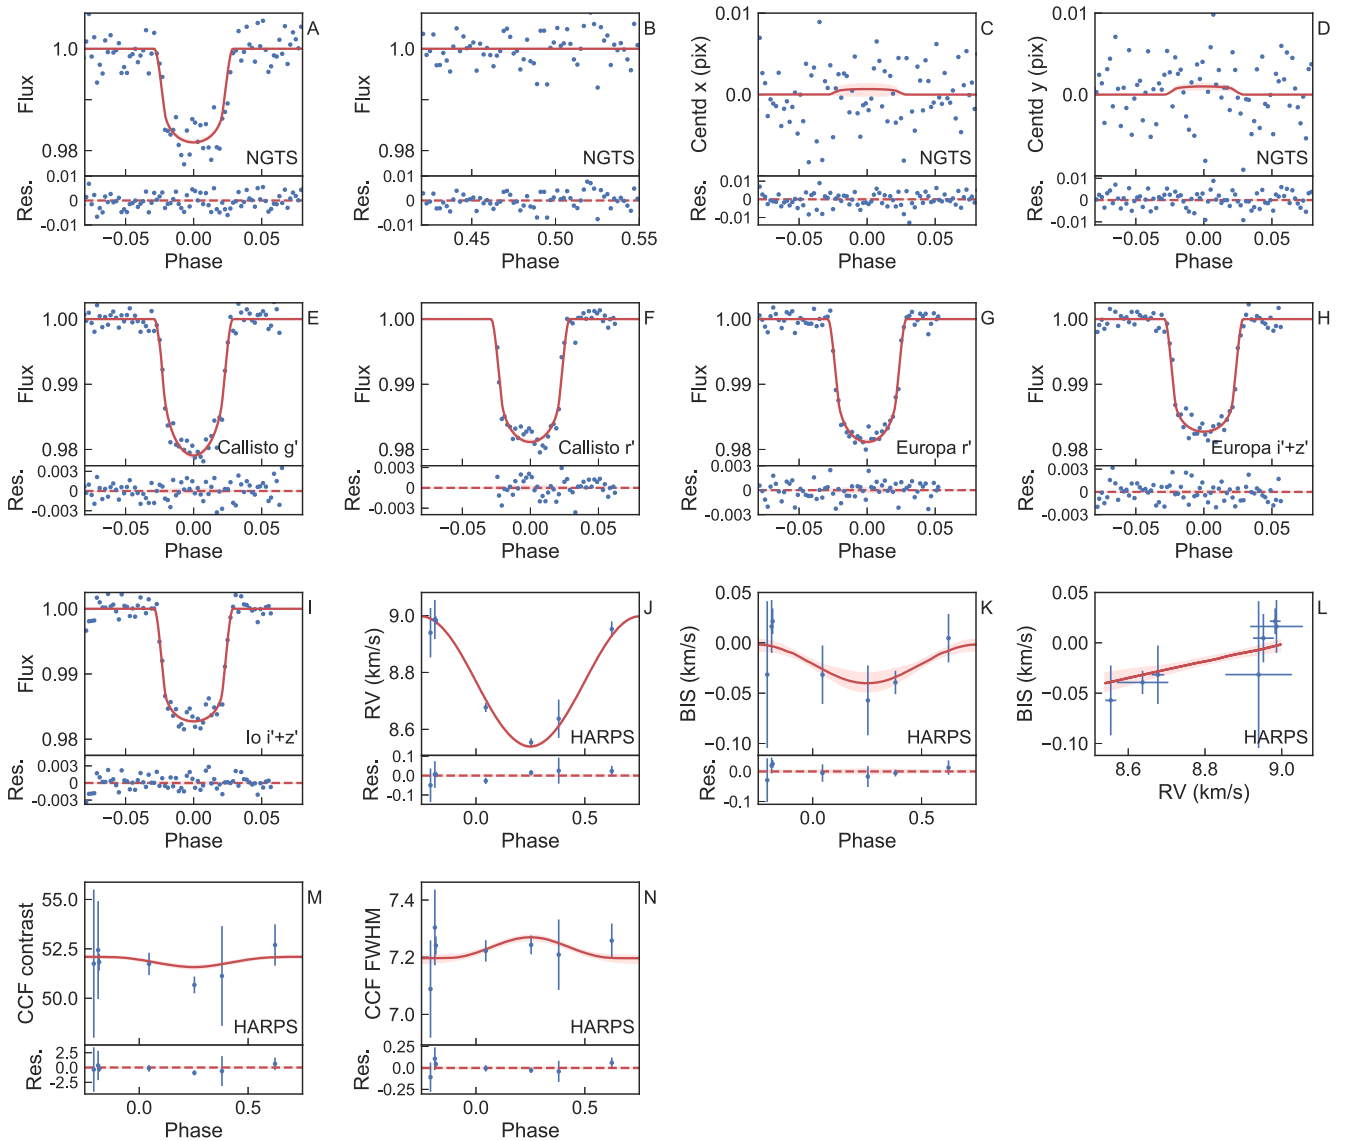 A
1.0
0.98
Flux
NGTS
0.01
0
-0.01
Res.
−0.05 0.00 0.05
Phase
B
1.0
0.98
Flux
NGTS
0.01
0
-0.01
Res.
0.45 0.50 0.55
Phase
C
0.01
0.0
Centd x (pix)
NGTS
0.01
0
-0.01
Res.
−0.05 0.00 0.05
Phase
D
0.01
0.0
Centd y (pix)
NGTS
0.01
0
-0.01
Res.
−0.05 0.00 0.05
Phase
E
1.00
0.99
0.98
Flux
Callisto g'
0.003
0
-0.003
Res.
−0.05 0.00 0.05
Phase
F
1.00
0.99
0.98
Flux
Callisto r'
0.003
0
-0.003
Res.
−0.05 0.00 0.05
Phase
G
1.00
0.99
0.98
Flux
Europa r'
0.003
0
-0.003
Res.
−0.05 0.00 0.05
Phase
H
1.00
0.99
0.98
Flux
Europa i'+z'
0.003
0
-0.003
Res.
−0.05 0.00 0.05
Phase
I
1.00
0.99
0.98
Flux
Io i'+z'
0.003
0
-0.003
Res.
−0.05 0.00 0.05
Phase
J
9.0
8.8
8.6
RV (km/s)
HARPS
0.1
0.0
-0.1
Res.
0.0 0.5
Phase
K
0.05
0.00
−0.05
−0.10
BIS (km/s)
HARPS
0.0
-0.1
Res.
0.0 0.5
Phase
L
0.05
0.00
−0.05
−0.10
BIS (km/s)
HARPS
8.6 8.8 9.0
RV (km/s)
M
55.0
52.5
50.0
CCF contrast
HARPS
2.5
0.0
-2.5
Res.
0.0 0.5
Phase
N
7.4
7.2
7.0
CCF FWHM
HARPS
0.25
0.0
-0.25
Res.
0.0 0.5
Phase